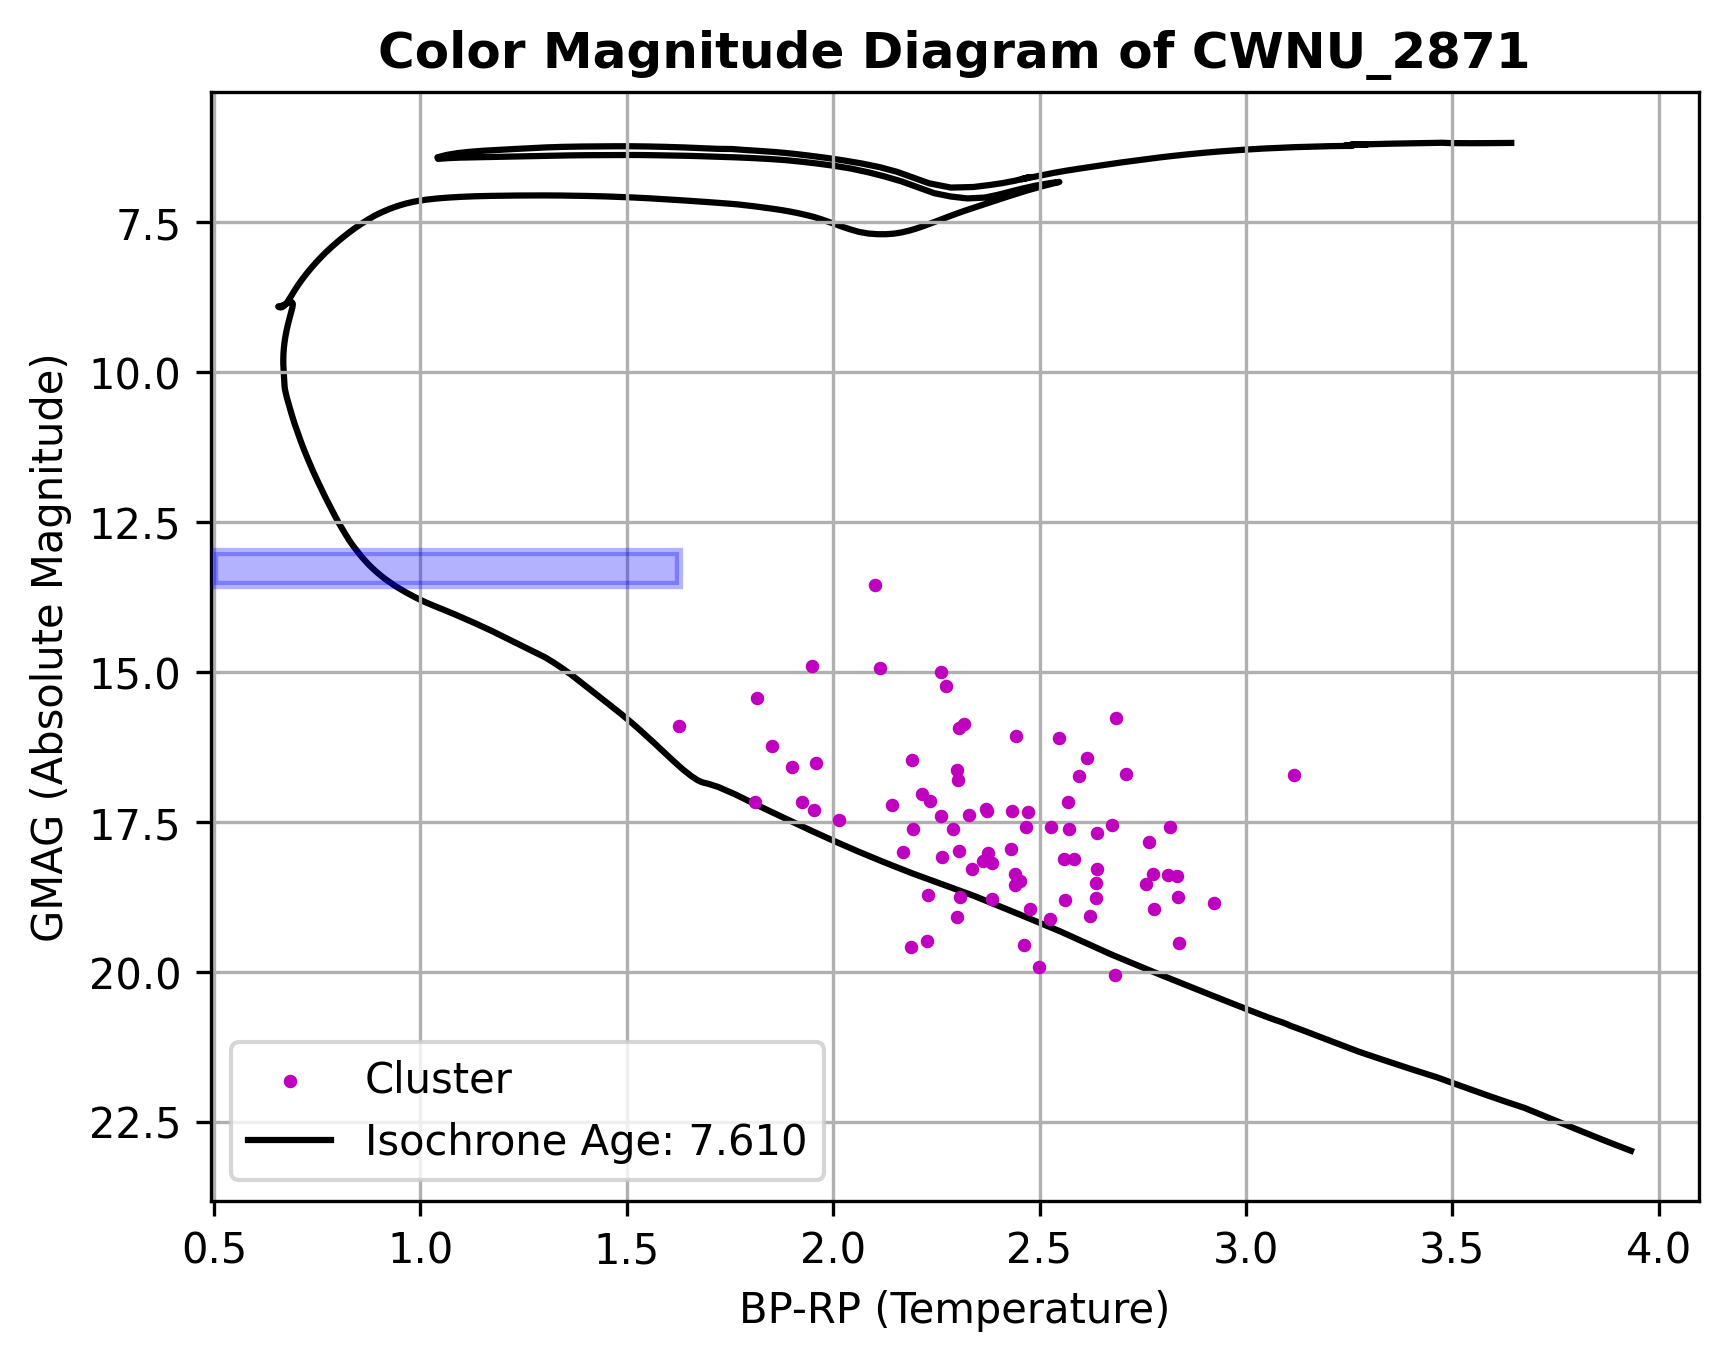 Color Magnitude Diagram of CWNU_2871
GMAG (Absolute Magnitude)
7.5
10.0
12.5
15.0
17.5
20.0
22.5
Cluster
Isochrone Age: 7.610
0.5 1.0 1.5 2.0 2.5 3.0 3.5 4.0
BP-RP (Temperature)